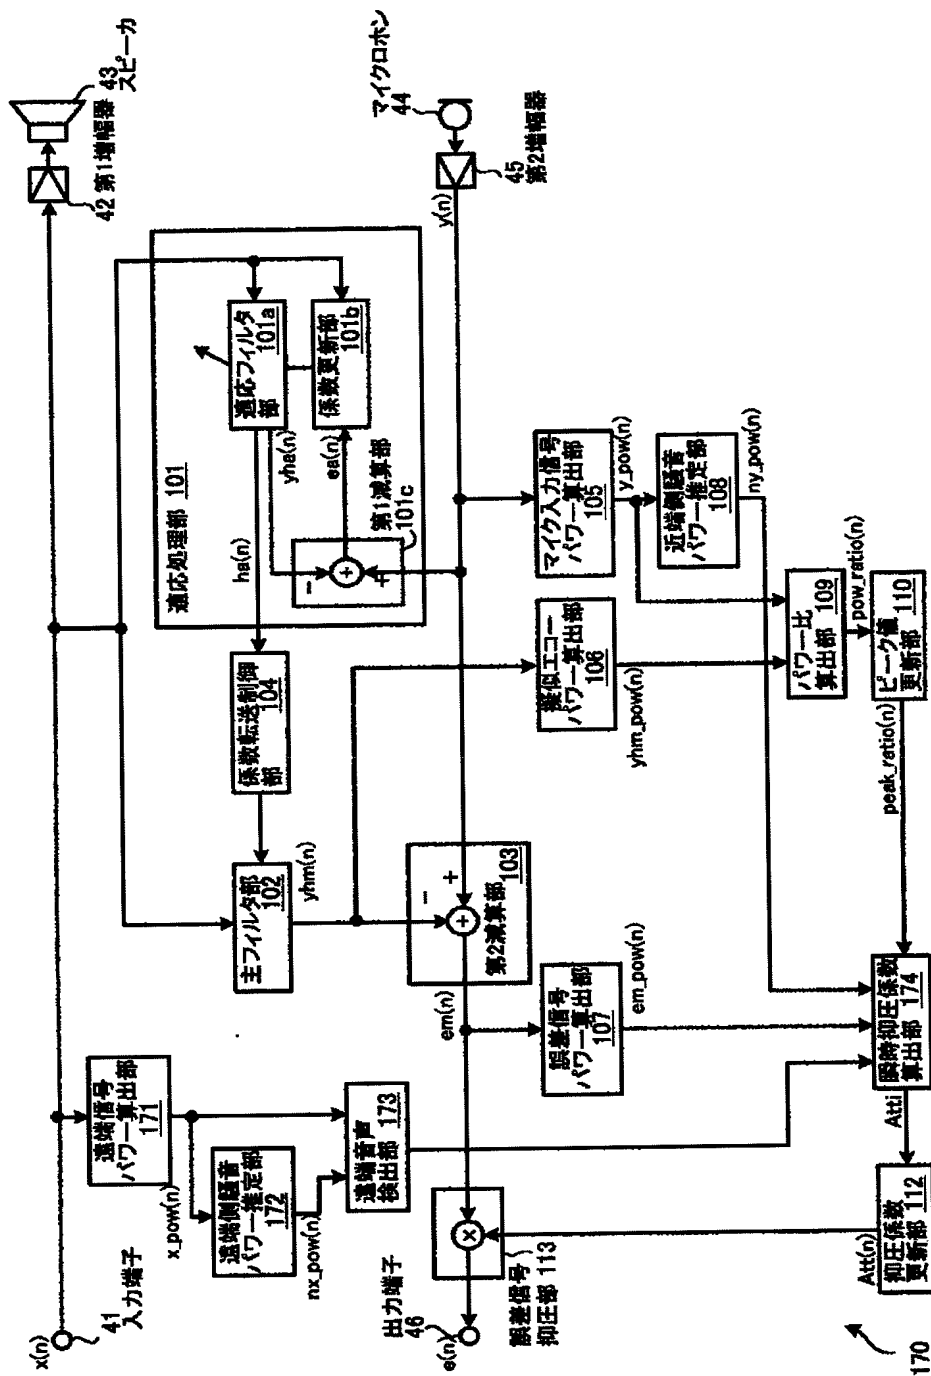 x(n)
41
入力端子
42 第1増幅器
43
スピーカ
遠端信号
パワー算出部
171
x_pow(n)
遠端側騒音
パワー推定部
172
nx_pow(n)
遠端音声
検出部 173
主フィルタ部
102
yhm(n)
係数転送制御
部 104
ha(n)
適応処理部 101
適応フィルタ
部 101a
yha(n)
係数更新部
101b
ea(n)
第1減算部
101c
-
+
+
マイクロホン
44
45
第2増幅器
y(n)
-
+
+
第2減算部 103
em(n)
×
誤差信号
抑圧部 113
出力端子
46
e(n)
誤差信号
パワー算出部
107
em_pow(n)
擬似エコー
パワー算出部
106
yhm_pow(n)
マイク入力信号
パワー算出部
105
y_pow(n)
近端側騒音
パワー推定部
108
ny_pow(n)
パワー比
算出部 109
pow_ratio(n)
ピーク値
更新部 110
peak_ratio(n)
瞬時抑圧係数
算出部 174
Atti
抑圧係数
更新部 112
Att(n)
170